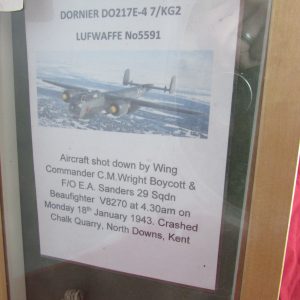 DORNIER DO217E-4 7/KG2
LUFWAFFE No5591
Aircraft shot down by Wing
Commander C.M.Wright Boycott &
F/O E.A. Sanders 29 Sqdn
Beaufighter V8270 at 4.30am on
Monday 18th January 1943. Crashed
Chalk Quarry, North Downs, Kent